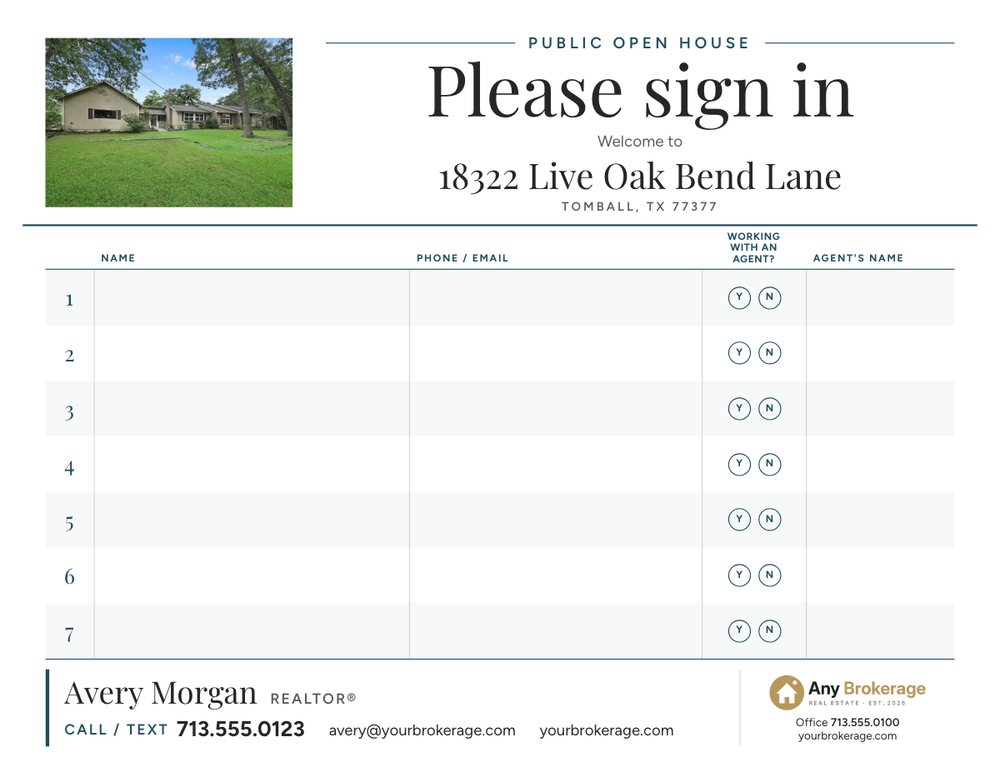 PUBLIC OPEN HOUSE
Please sign in
Welcome to
18322 Live Oak Bend Lane
TOMBALL, TX 77377
NAME
PHONE / EMAIL
WORKING
WITH AN
AGENT?
AGENT'S NAME
1 Y N
2 Y N
3 Y N
4 Y N
5 Y N
6 Y N
7 Y N
Avery Morgan REALTOR®
CALL / TEXT 713.555.0123 avery@yourbrokerage.com yourbrokerage.com
Any Brokerage
REAL ESTATE · EST. 2026
Office 713.555.0100
yourbrokerage.com